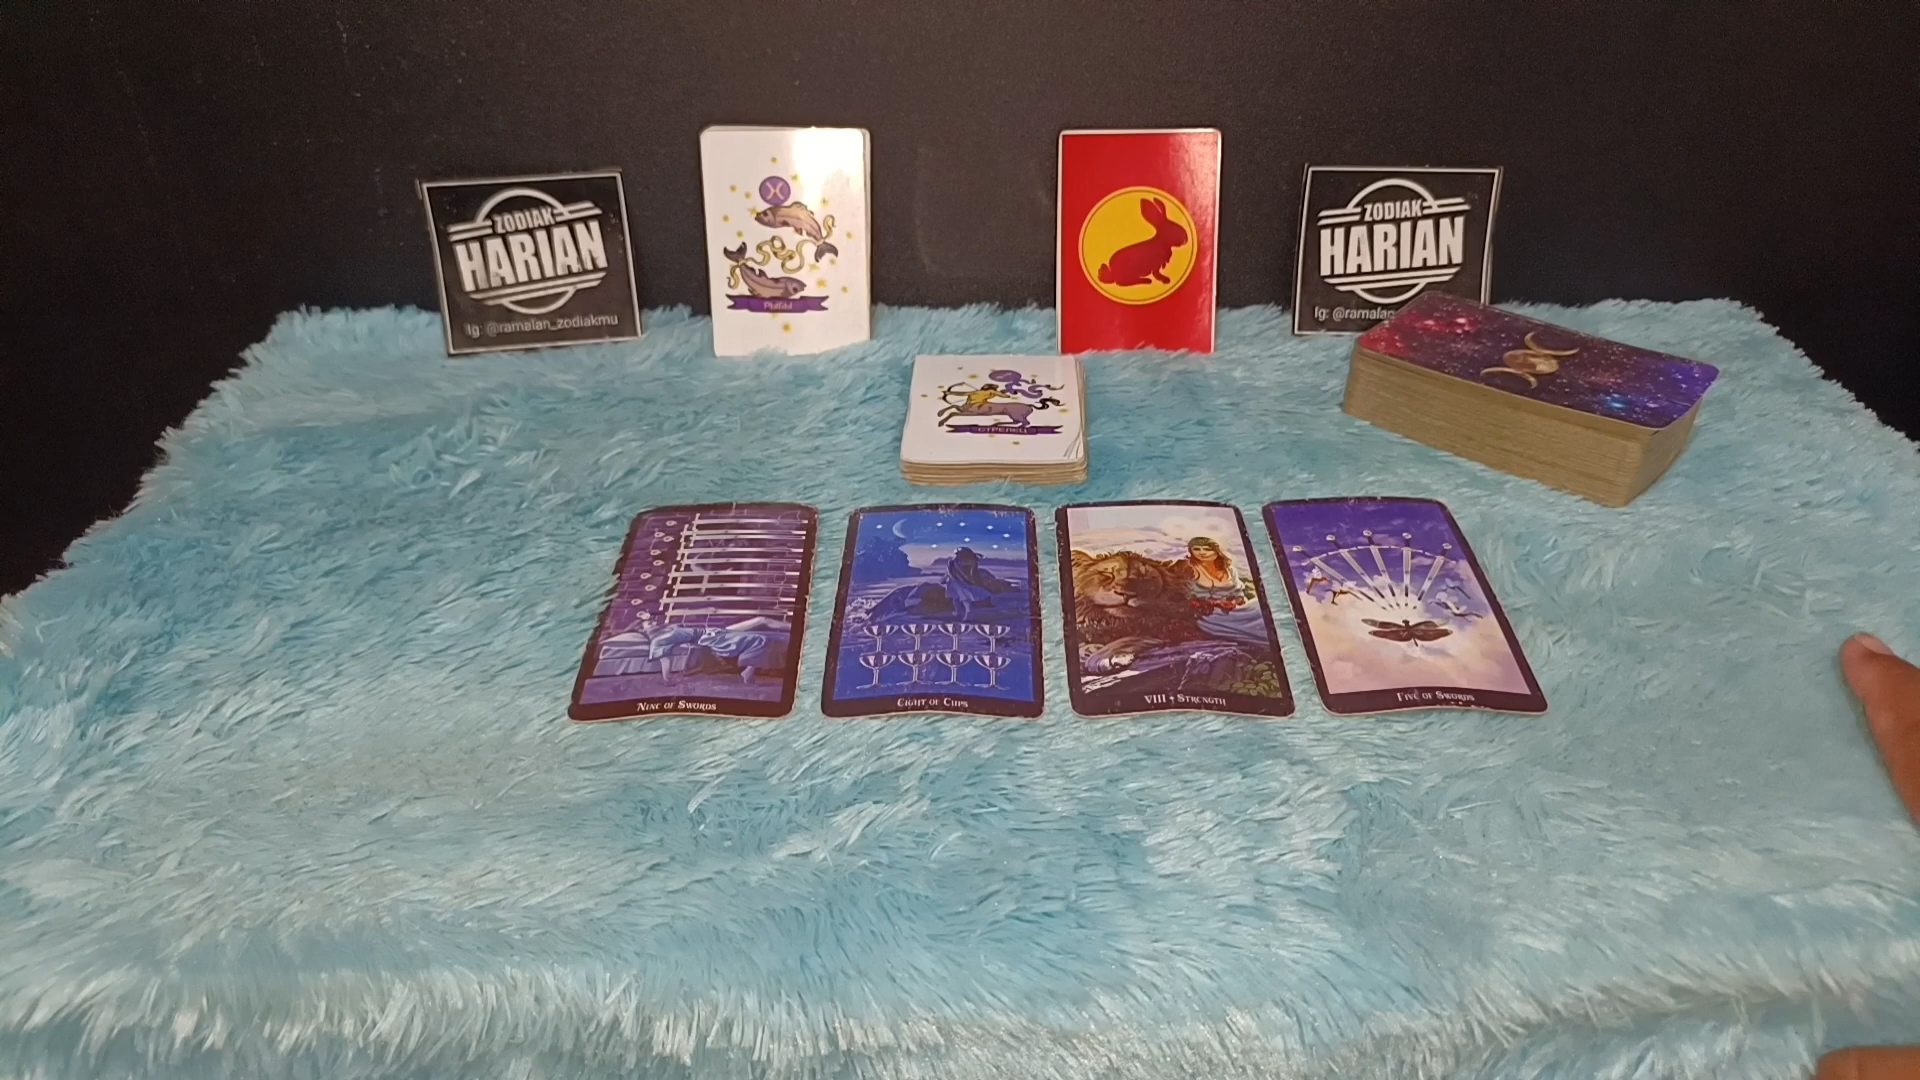 ZODIAK
HARIAN
Ig: @ramalan_zodiakmu
РЫБЫ
ZODIAK
HARIAN
Ig: @ramalan
СТРЕЛЕЦ
NINE OF SWORDS
EIGHT OF CUPS
VIII • STRENGTH
FIVE OF SWORDS